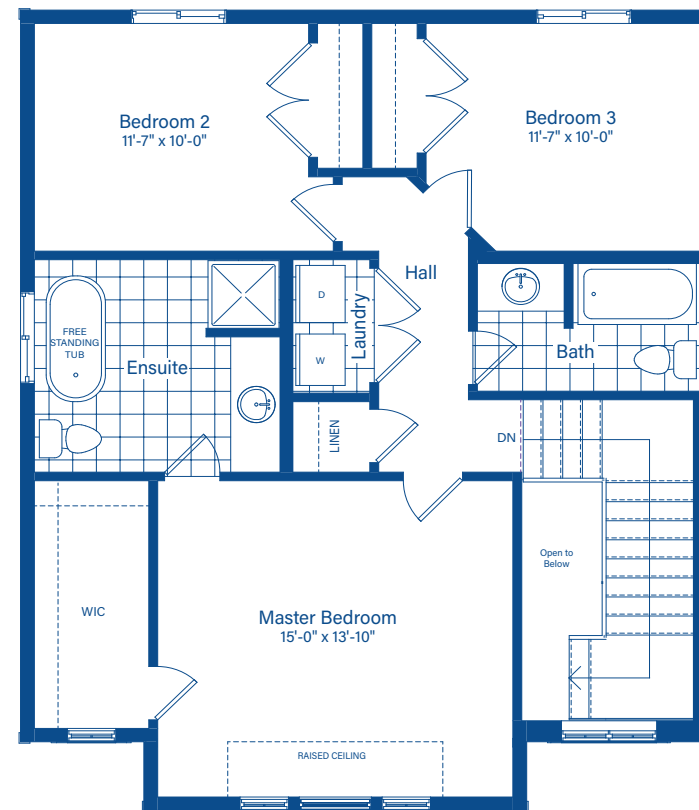 Bedroom 2
11'-7" x 10'-0"
Bedroom 3
11'-7" x 10'-0"
Hall
D
W
Laundry
FREE
STANDING
TUB
Ensuite
Bath
LINEN
DN
Open to
Below
WIC
Master Bedroom
15'-0" x 13'-10"
RAISED CEILING